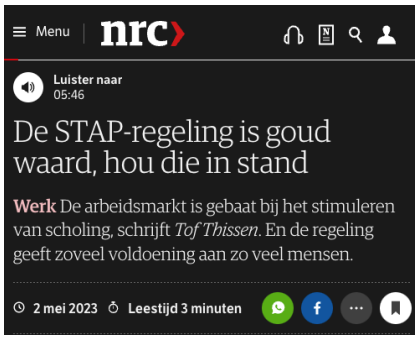 Menu
nrc
N
Luister naar
05:46
De STAP-regeling is goud
waard, hou die in stand
Werk De arbeidsmarkt is gebaat bij het stimuleren
van scholing, schrijft Tof Thissen. En de regeling
geeft zoveel voldoening aan zo veel mensen.
2 mei 2023 Leestijd 3 minuten